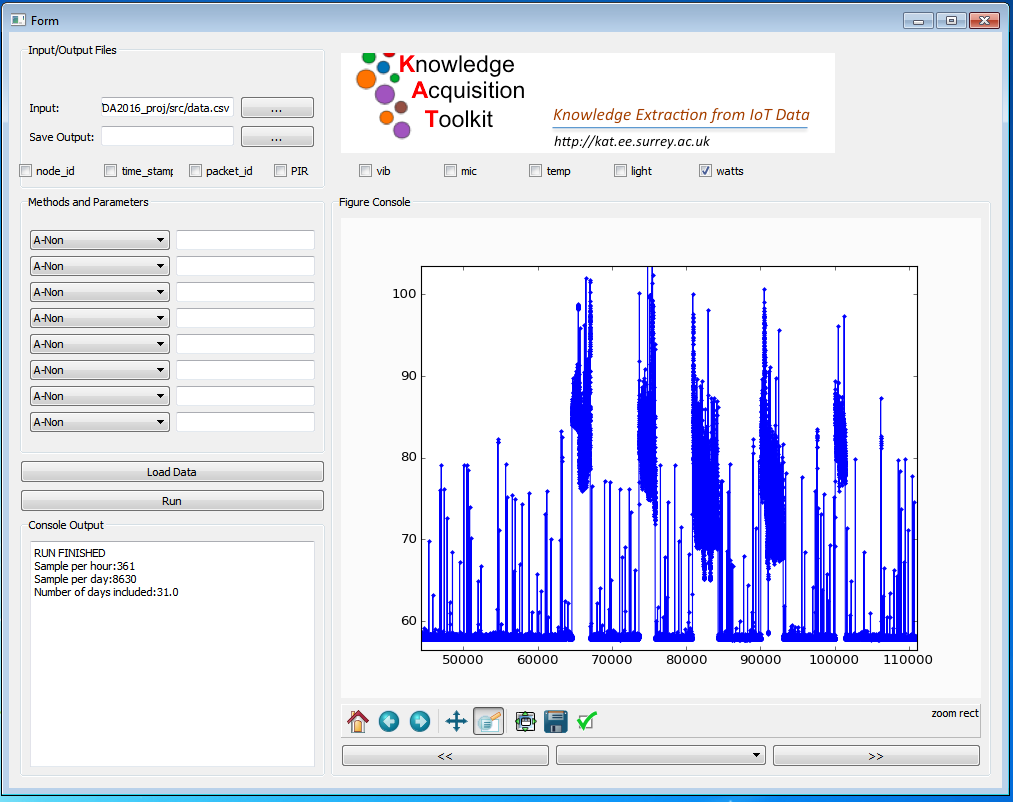 Form
Input/Output Files
Input:
DA2016_proj/src/data.csv
...
Save Output:
...
Knowledge
Acquisition
Toolkit
Knowledge Extraction from IoT Data
http://kat.ee.surrey.ac.uk
node_id
time_stamp
packet_id
PIR
vib
mic
temp
light
watts
Methods and Parameters
A-Non
A-Non
A-Non
A-Non
A-Non
A-Non
A-Non
A-Non
Load Data
Run
Console Output
RUN FINISHED
Sample per hour:361
Sample per day:8630
Number of days included:31.0
Figure Console
100
90
80
70
60
50000 60000 70000 80000 90000 100000 110000
zoom rect
<<
>>